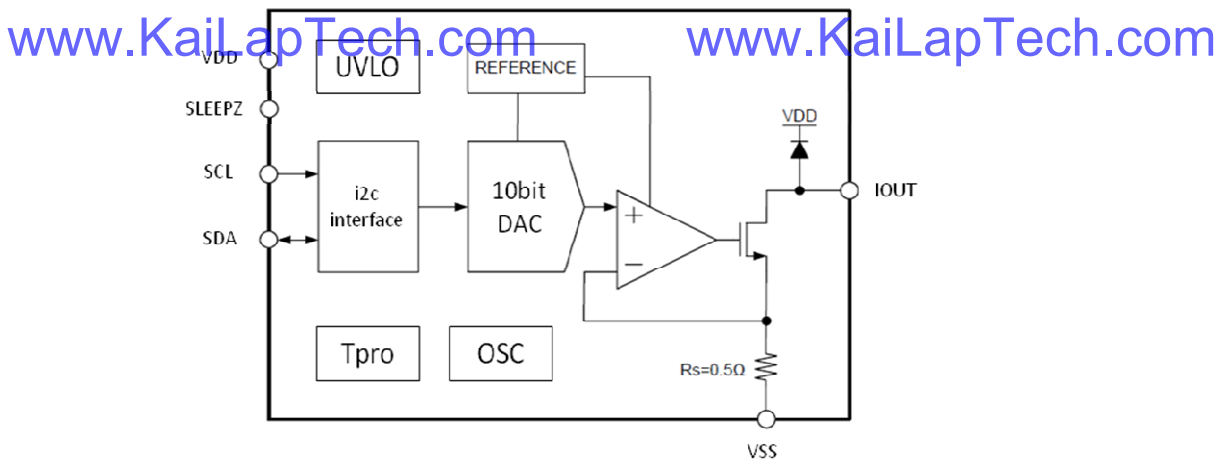 www.KaiLapTech.com
www.KaiLapTech.com
VDD
UVLO
REFERENCE
SLEEPZ
VDD
SCL
i2c
interface
10bit
DAC
+
IOUT
SDA
−
Tpro
OSC
Rs=0.5Ω
VSS